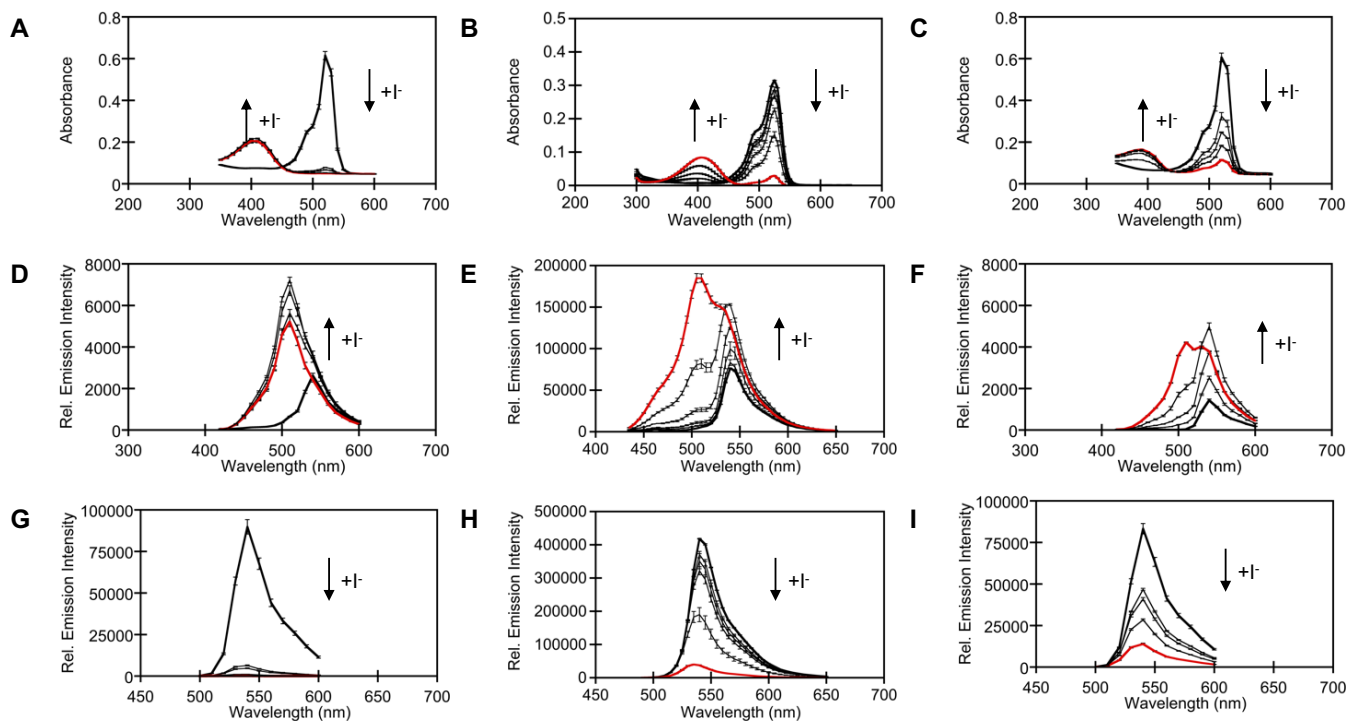 A
Absorbance
0.8
0.6
0.4
0.2
0
200 300 400 500 600 700
Wavelength (nm)
+I-
+I-
B
Absorbance
0.5
0.4
0.3
0.2
0.1
0
200 300 400 500 600 700
Wavelength (nm)
+I-
+I-
C
Absorbance
0.8
0.6
0.4
0.2
0
200 300 400 500 600 700
Wavelength (nm)
+I-
+I-
D
Rel. Emission Intensity
8000
6000
4000
2000
0
300 400 500 600 700
Wavelength (nm)
+I-
E
Rel. Emission Intensity
200000
150000
100000
50000
0
400 450 500 550 600 650 700
Wavelength (nm)
+I-
F
Rel. Emission Intensity
8000
6000
4000
2000
0
300 400 500 600 700
Wavelength (nm)
+I-
G
Rel. Emission Intensity
100000
75000
50000
25000
0
450 500 550 600 650 700
Wavelength (nm)
+I-
H
Rel. Emission Intensity
500000
400000
300000
200000
100000
0
450 500 550 600 650 700
Wavelength (nm)
+I-
I
Rel. Emission Intensity
100000
75000
50000
25000
0
450 500 550 600 650 700
Wavelength (nm)
+I-